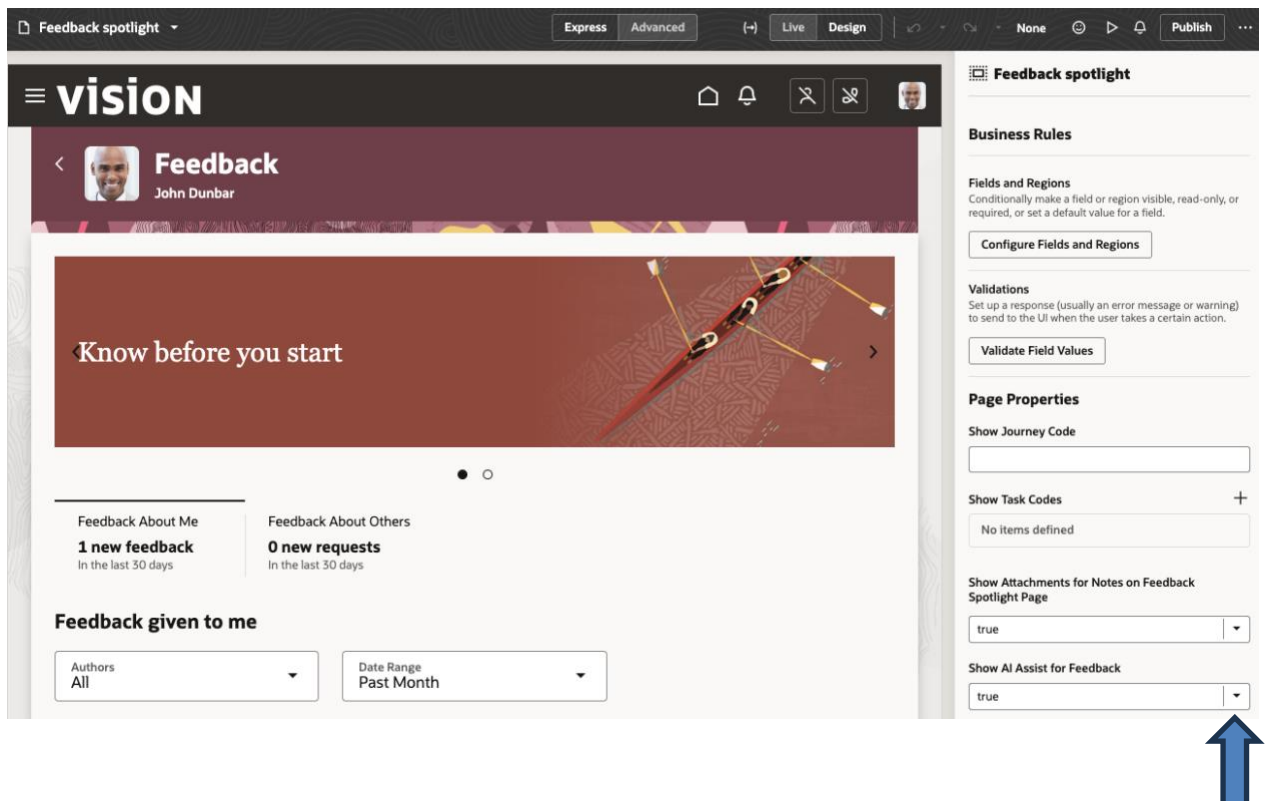 Feedback spotlight
Express Advanced Live Design None Publish
Feedback spotlight
Business Rules
Fields and Regions
Conditionally make a field or region visible, read-only, or
required, or set a default value for a field.
Configure Fields and Regions
Validations
Set up a response (usually an error message or warning)
to send to the UI when the user takes a certain action.
Validate Field Values
Page Properties
Show Journey Code
Show Task Codes
No items defined
Show Attachments for Notes on Feedback
Spotlight Page
true
Show AI Assist for Feedback
true
VISION
Feedback
John Dunbar
Know before you start
Feedback About Me
1 new feedback
In the last 30 days
Feedback About Others
0 new requests
In the last 30 days
Feedback given to me
Authors
All
Date Range
Past Month